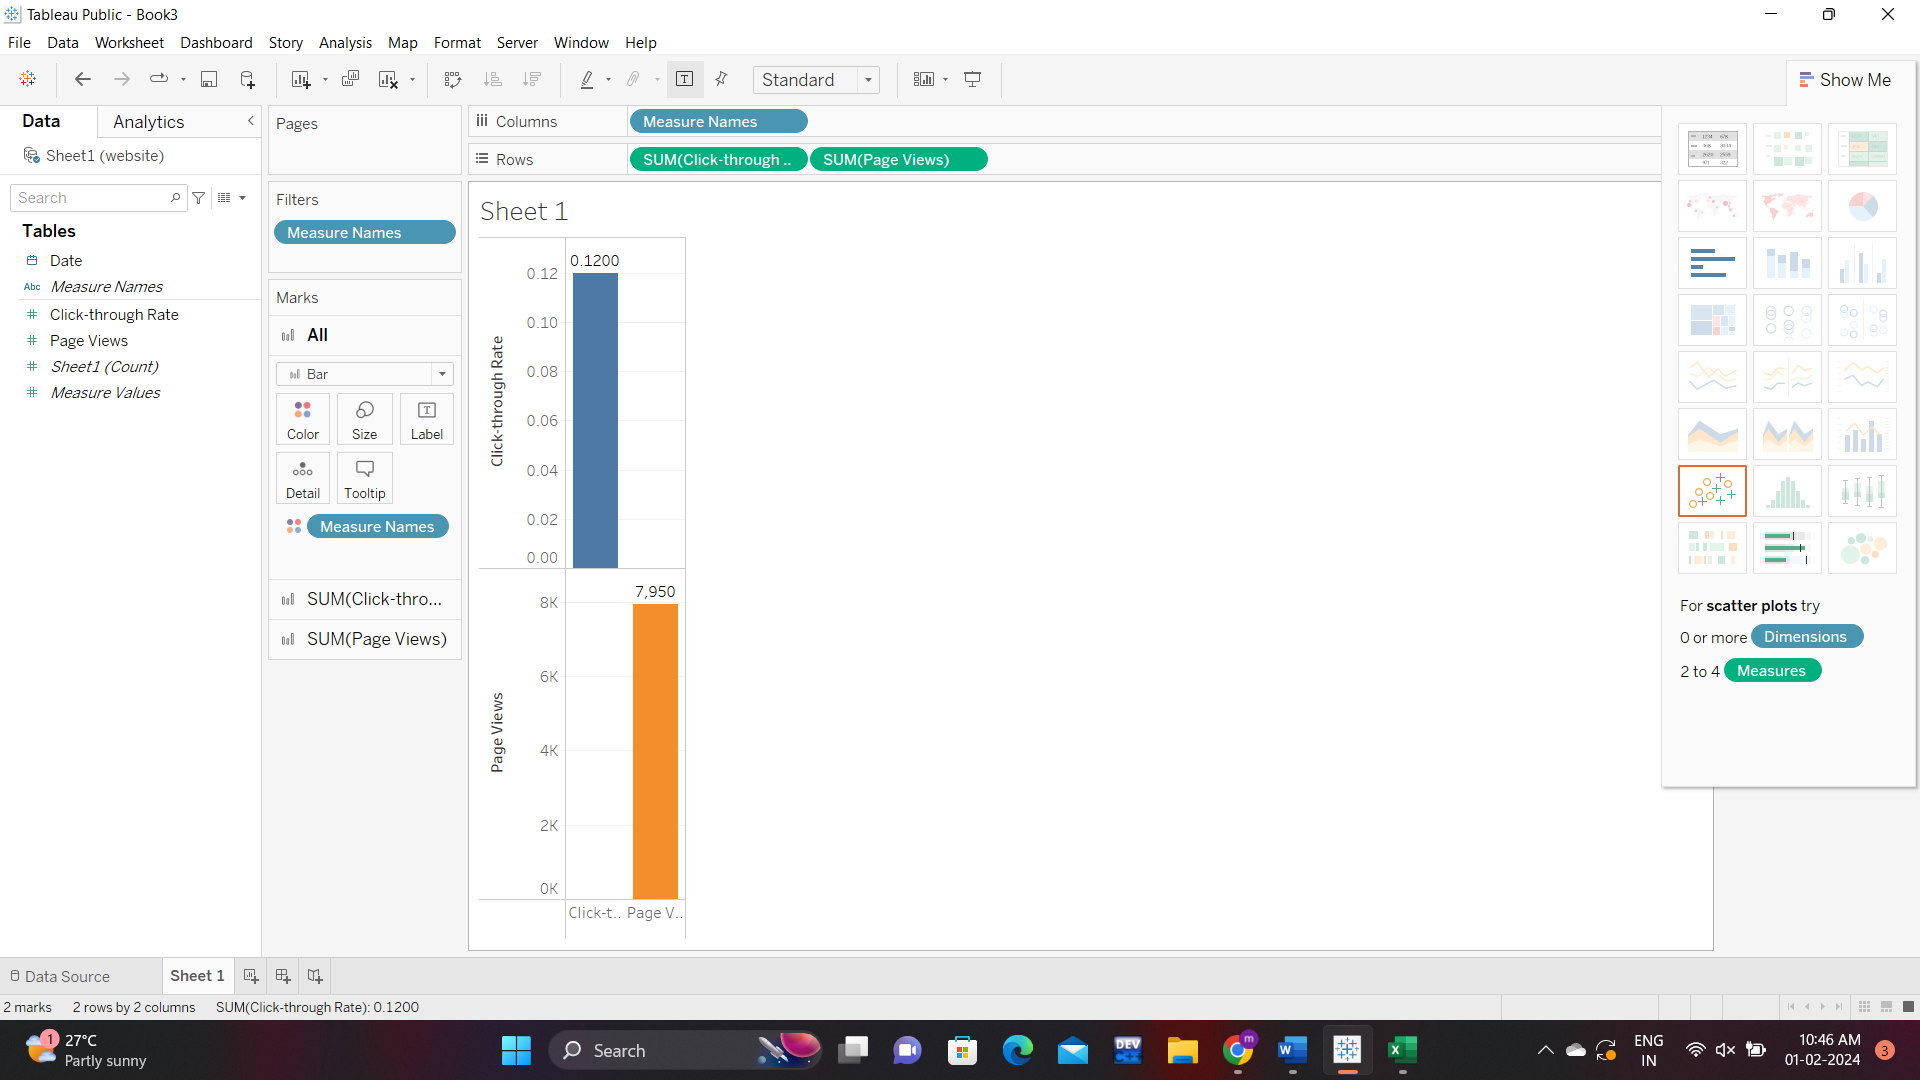 Tableau Public - Book3
File Data Worksheet Dashboard Story Analysis Map Format Server Window Help
Standard
Show Me
Data
Analytics
Sheet1 (website)
Search
Tables
Date
Abc Measure Names
Click-through Rate
Page Views
Sheet1 (Count)
Measure Values
Pages
Filters
Measure Names
Marks
All
Bar
Color Size Label
Detail Tooltip
Measure Names
SUM(Click-thro...
SUM(Page Views)
Columns Measure Names
Rows SUM(Click-through .. SUM(Page Views)
Sheet 1
0.1200
0.12
0.10
0.08
0.06
0.04
0.02
0.00
Click-through Rate
7,950
8K
6K
4K
2K
0K
Page Views
Click-t.. Page V..
For scatter plots try
0 or more Dimensions
2 to 4 Measures
Data Source Sheet 1
2 marks 2 rows by 2 columns SUM(Click-through Rate): 0.1200
1
27°C
Partly sunny
Search
DEV
C++
m
W
X
ENG
IN
10:46 AM
01-02-2024
3